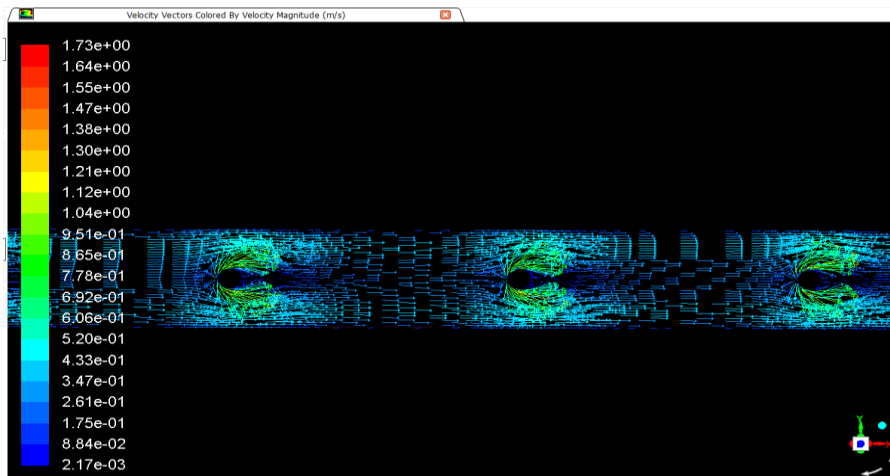 Velocity Vectors Colored By Velocity Magnitude (m/s)
1.73e+00
1.64e+00
1.55e+00
1.47e+00
1.38e+00
1.30e+00
1.21e+00
1.12e+00
1.04e+00
9.51e-01
8.65e-01
7.78e-01
6.92e-01
6.06e-01
5.20e-01
4.33e-01
3.47e-01
2.61e-01
1.75e-01
8.84e-02
2.17e-03
Y